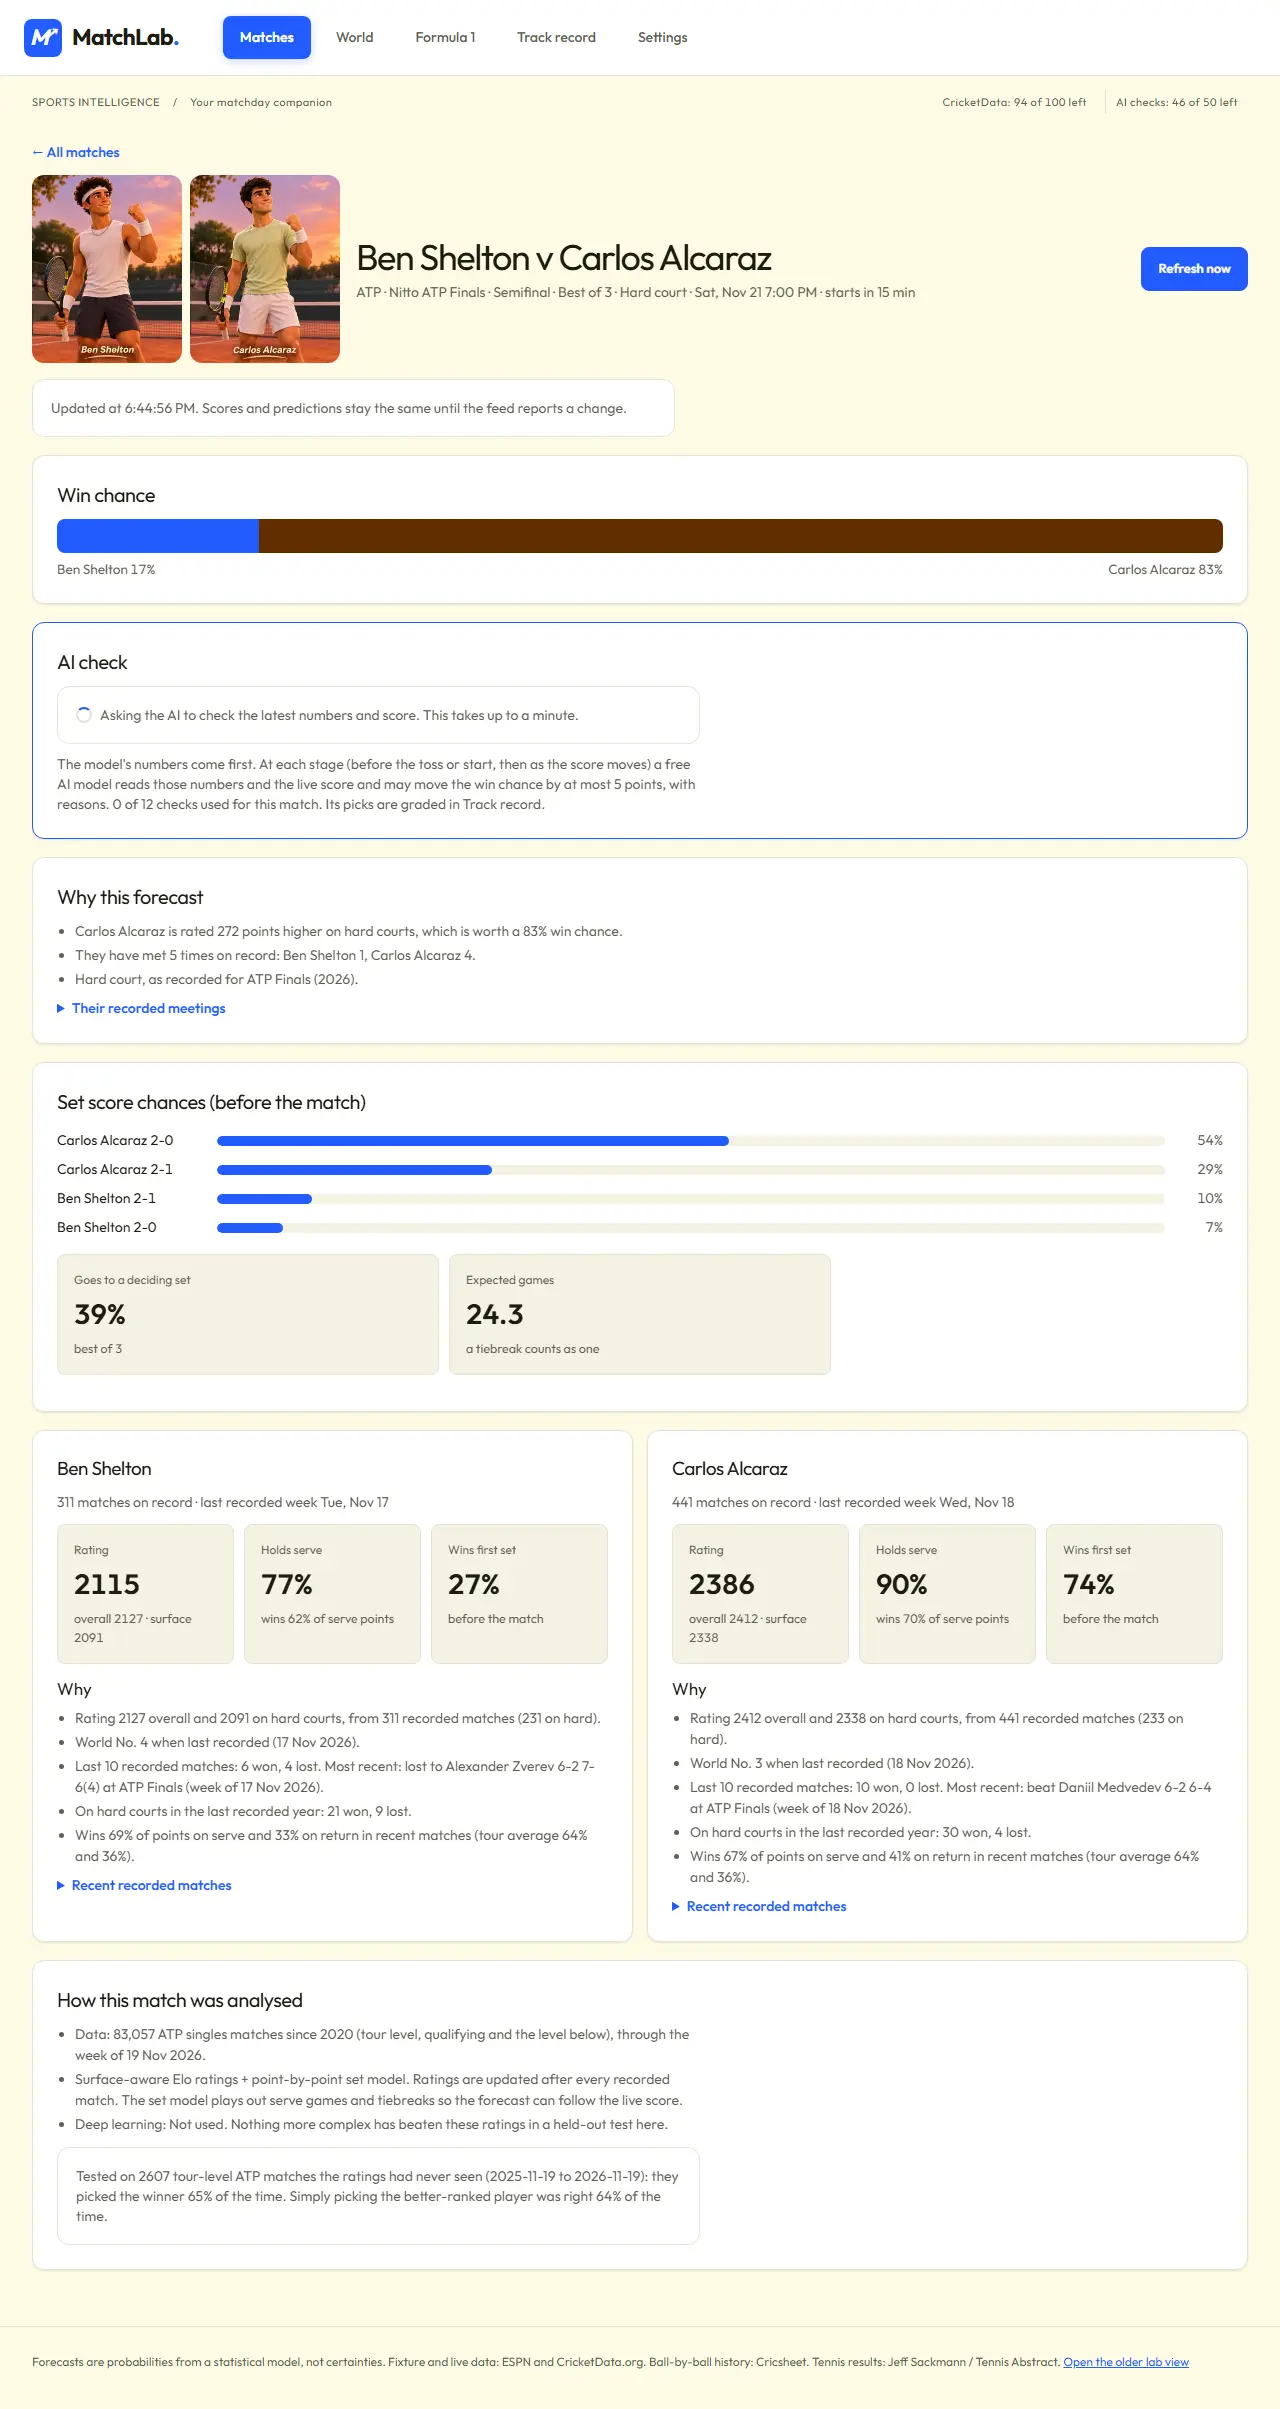 MatchLab.
Matches
World
Formula 1
Track record
Settings
SPORTS INTELLIGENCE / Your matchday companion
CricketData: 94 of 100 left
AI checks: 46 of 50 left
← All matches
Ben Shelton
Carlos Alcaraz
Ben Shelton v Carlos Alcaraz
ATP · Nitto ATP Finals · Semifinal · Best of 3 · Hard court · Sat, Nov 21 7:00 PM · starts in 15 min
Refresh now
Updated at 6:44:56 PM. Scores and predictions stay the same until the feed reports a change.
Win chance
Ben Shelton 17%
Carlos Alcaraz 83%
AI check
Asking the AI to check the latest numbers and score. This takes up to a minute.
The model's numbers come first. At each stage (before the toss or start, then as the score moves) a free
AI model reads those numbers and the live score and may move the win chance by at most 5 points, with
reasons. 0 of 12 checks used for this match. Its picks are graded in Track record.
Why this forecast
• Carlos Alcaraz is rated 272 points higher on hard courts, which is worth a 83% win chance.
• They have met 5 times on record: Ben Shelton 1, Carlos Alcaraz 4.
• Hard court, as recorded for ATP Finals (2026).
Their recorded meetings
Set score chances (before the match)
Carlos Alcaraz 2-0 54%
Carlos Alcaraz 2-1 29%
Ben Shelton 2-1 10%
Ben Shelton 2-0 7%
Goes to a deciding set
39%
best of 3
Expected games
24.3
a tiebreak counts as one
Ben Shelton
311 matches on record · last recorded week Tue, Nov 17
Rating
2115
overall 2127 · surface
2091
Holds serve
77%
wins 62% of serve points
Wins first set
27%
before the match
Why
• Rating 2127 overall and 2091 on hard courts, from 311 recorded matches (231 on hard).
• World No. 4 when last recorded (17 Nov 2026).
• Last 10 recorded matches: 6 won, 4 lost. Most recent: lost to Alexander Zverev 6-2 7-
6(4) at ATP Finals (week of 17 Nov 2026).
• On hard courts in the last recorded year: 21 won, 9 lost.
• Wins 69% of points on serve and 33% on return in recent matches (tour average 64%
and 36%).
Recent recorded matches
Carlos Alcaraz
441 matches on record · last recorded week Wed, Nov 18
Rating
2386
overall 2412 · surface
2338
Holds serve
90%
wins 70% of serve points
Wins first set
74%
before the match
Why
• Rating 2412 overall and 2338 on hard courts, from 441 recorded matches (233 on
hard).
• World No. 3 when last recorded (18 Nov 2026).
• Last 10 recorded matches: 10 won, 0 lost. Most recent: beat Daniil Medvedev 6-2 6-4
at ATP Finals (week of 18 Nov 2026).
• On hard courts in the last recorded year: 30 won, 4 lost.
• Wins 67% of points on serve and 41% on return in recent matches (tour average 64%
and 36%).
Recent recorded matches
How this match was analysed
• Data: 83,057 ATP singles matches since 2020 (tour level, qualifying and the level below), through the
week of 19 Nov 2026.
• Surface-aware Elo ratings + point-by-point set model. Ratings are updated after every recorded
match. The set model plays out serve games and tiebreaks so the forecast can follow the live score.
• Deep learning: Not used. Nothing more complex has beaten these ratings in a held-out test here.
Tested on 2607 tour-level ATP matches the ratings had never seen (2025-11-19 to 2026-11-19): they
picked the winner 65% of the time. Simply picking the better-ranked player was right 64% of the
time.
Forecasts are probabilities from a statistical model, not certainties. Fixture and live data: ESPN and CricketData.org. Ball-by-ball history: Cricsheet. Tennis results: Jeff Sackmann / Tennis Abstract. Open the older lab view